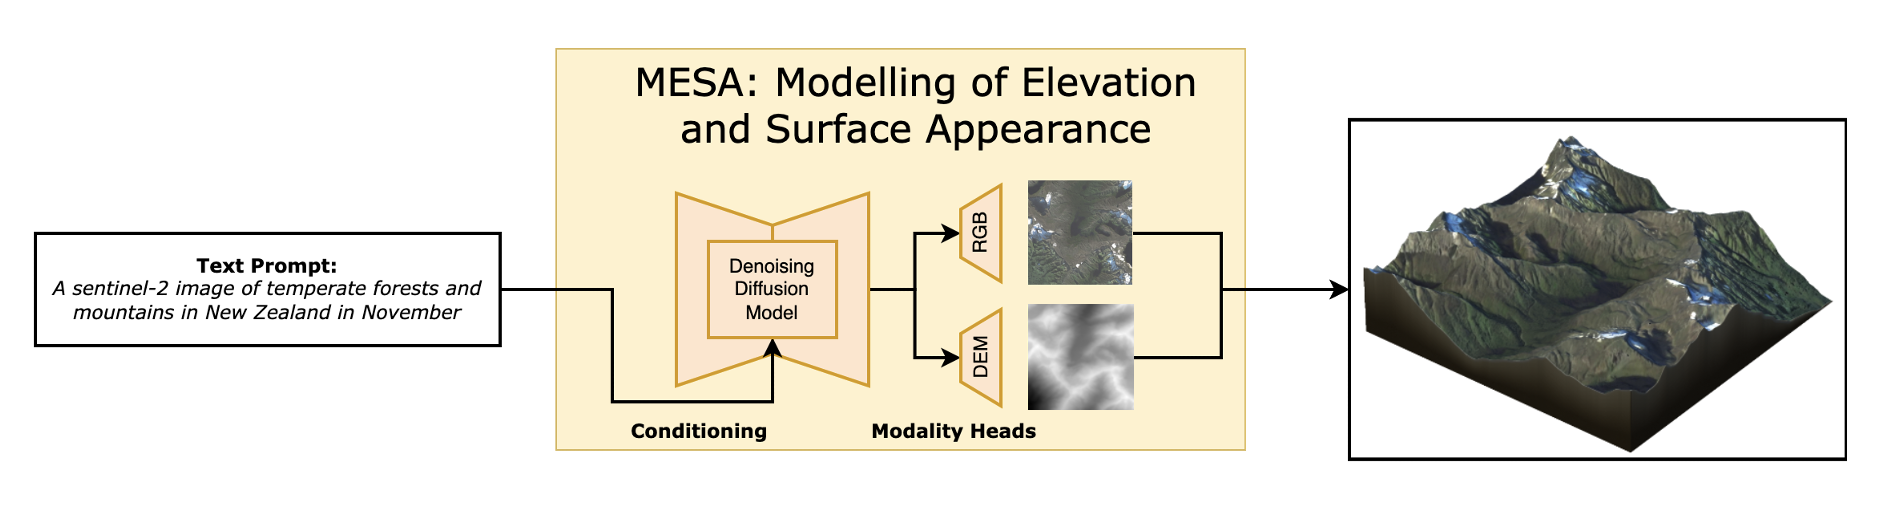 MESA: Modelling of Elevation
and Surface Appearance
Text Prompt:
A sentinel-2 image of temperate forests and
mountains in New Zealand in November
Denoising
Diffusion
Model
RGB
DEM
Conditioning
Modality Heads